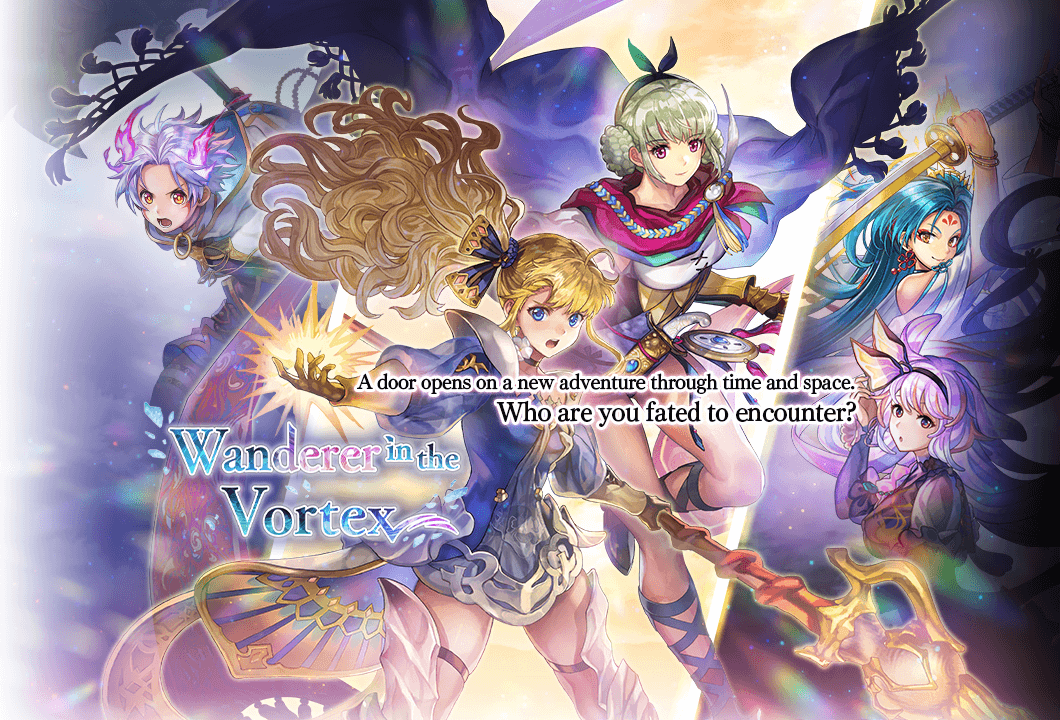 A door opens on a new adventure through time and space.
Who are you fated to encounter?
Wanderer in the
Vortex